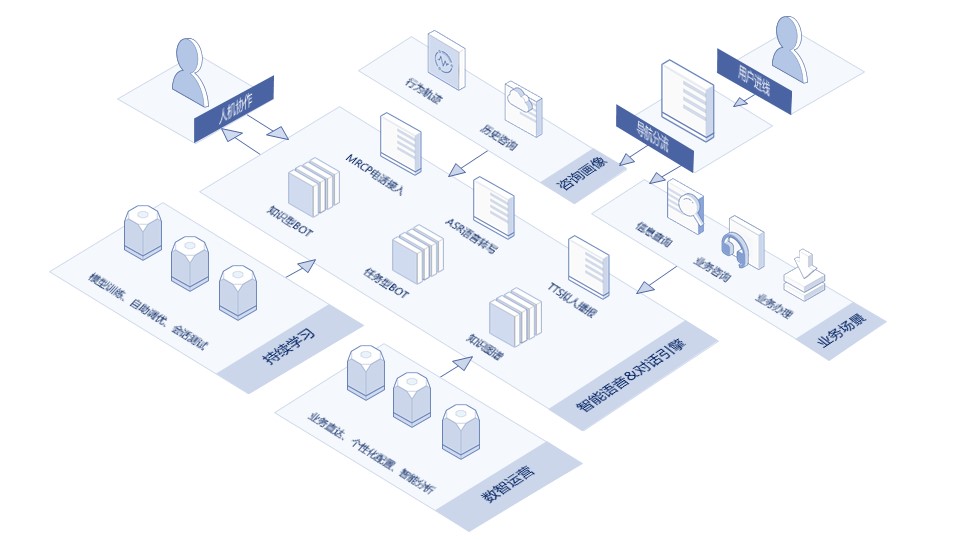 人机协作
行为轨迹
历史咨询
咨询画像
用户进线
导航分流
MRCP电话接入
ASR语音转写
TTS拟人播报
知识型BOT
任务型BOT
知识图谱
智能语音&对话引擎
信息查询
业务咨询
业务办理
业务场景
模型训练、自助调优、会话测试
持续学习
业务直达、个性化配置、智能分析
数智运营